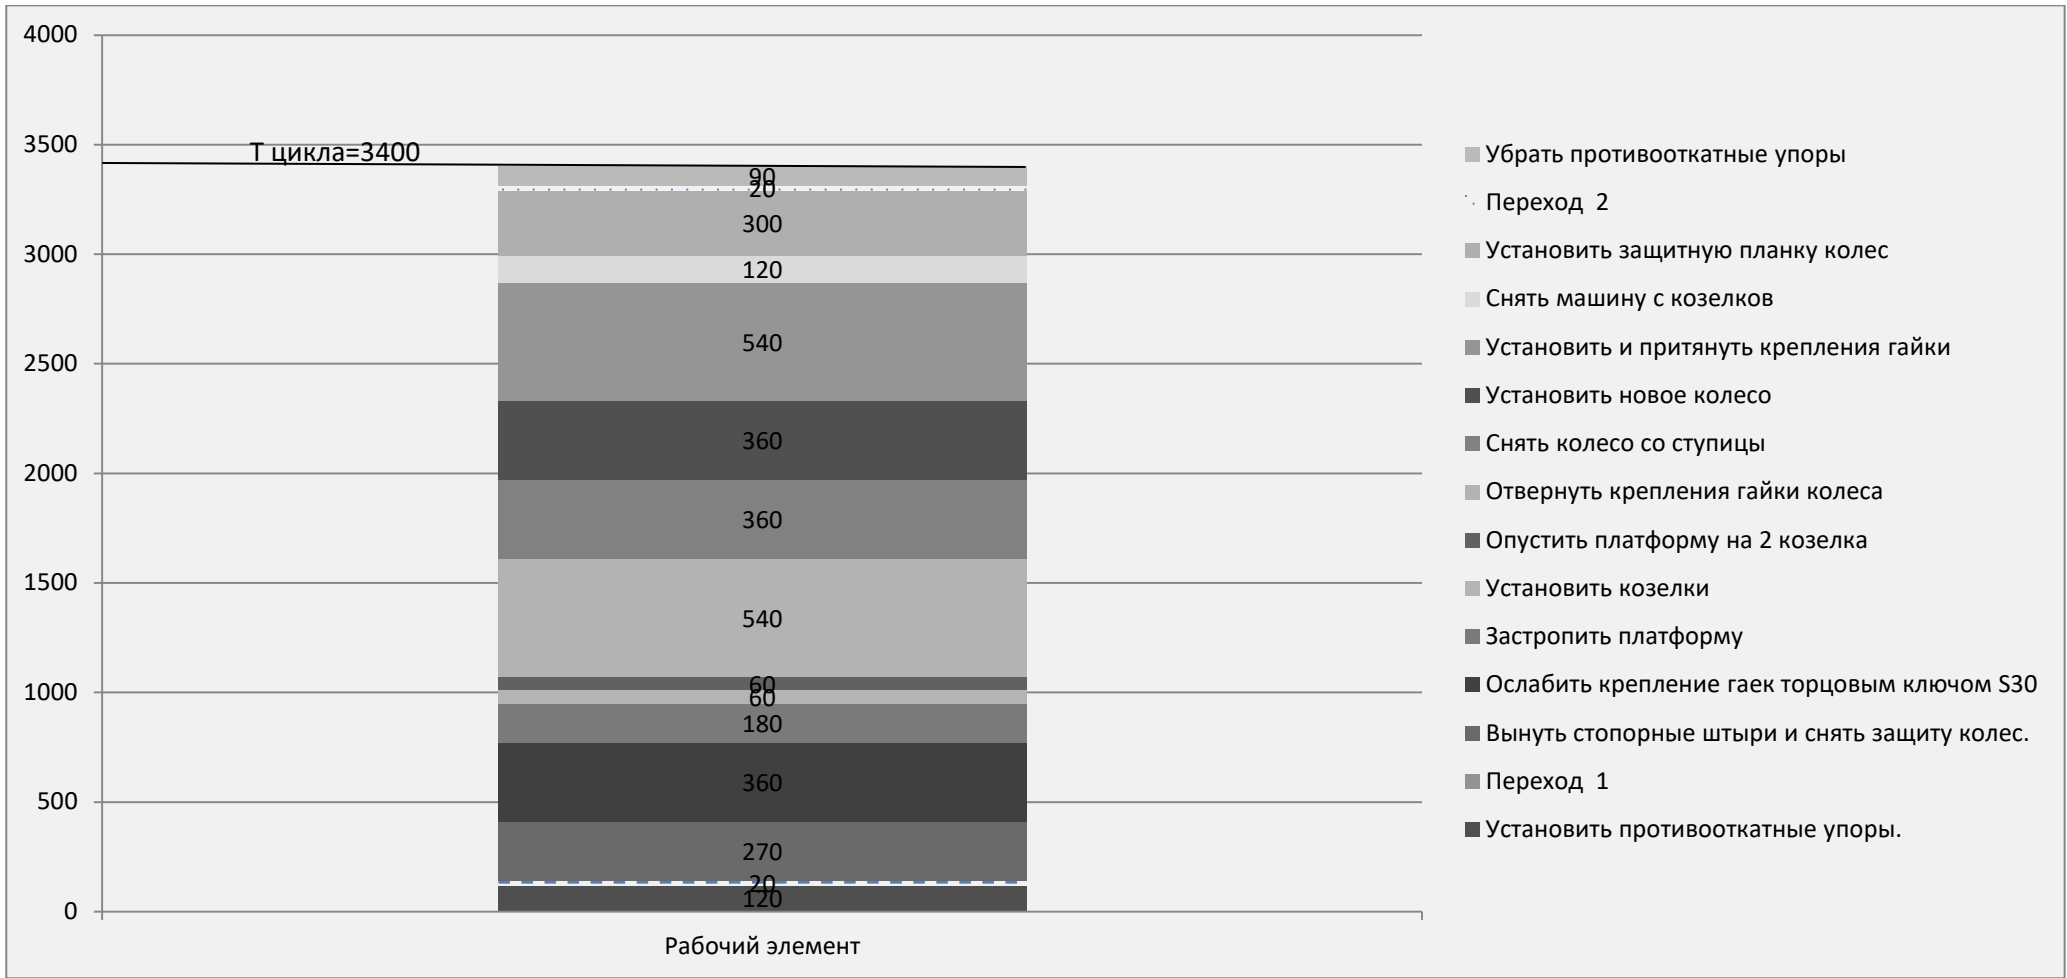 4000
3500
3000
2500
2000
1500
1000
500
0
Т цикла=3400
90
20
300
120
540
360
360
540
60
60
180
360
270
20
120
Рабочий элемент
Убрать противооткатные упоры
Переход 2
Установить защитную планку колес
Снять машину с козелков
Установить и притянуть крепления гайки
Установить новое колесо
Снять колесо со ступицы
Отвернуть крепления гайки колеса
Опустить платформу на 2 козелка
Установить козелки
Застропить платформу
Ослабить крепление гаек торцовым ключом S30
Вынуть стопорные штыри и снять защиту колес.
Переход 1
Установить противооткатные упоры.